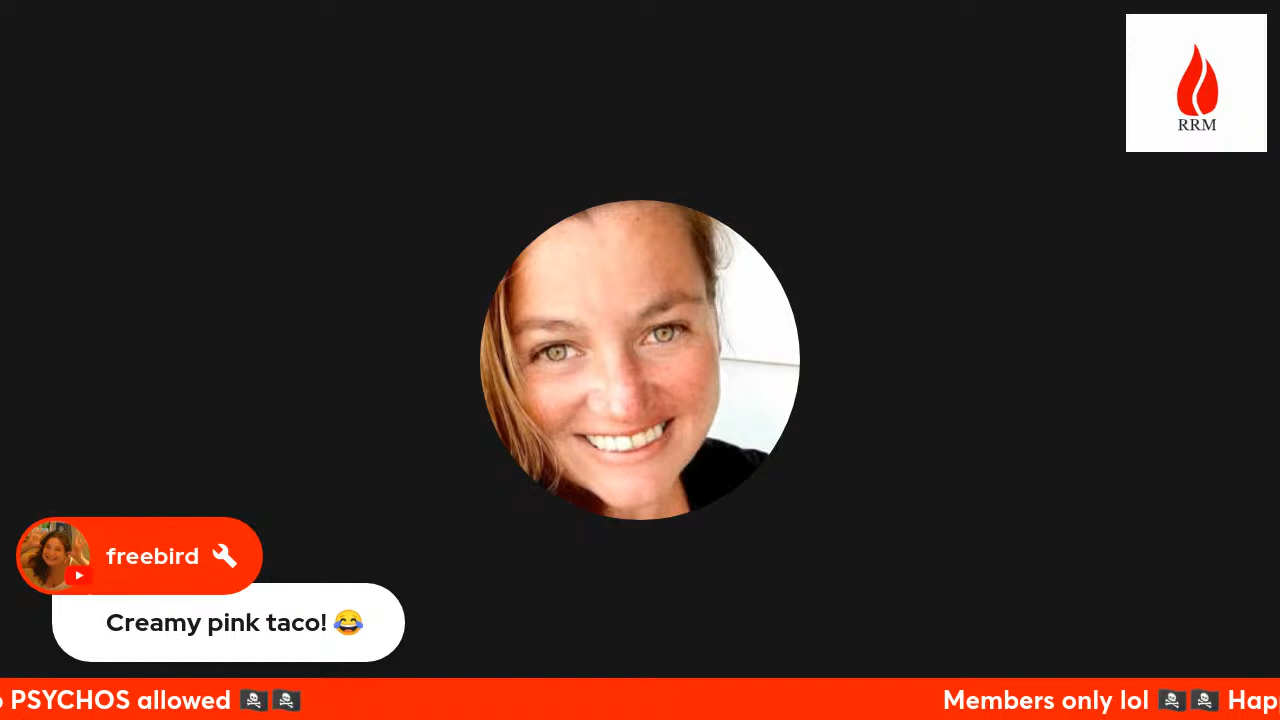 RRM
freebird
Creamy pink taco! 😂
PSYCHOS allowed 🏴‍☠️🏴‍☠️
Members only lol 🏴‍☠️🏴‍☠️